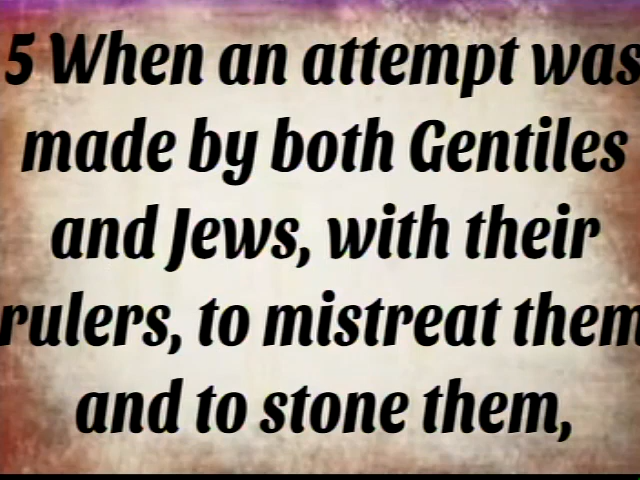 5 When an attempt was
made by both Gentiles
and Jews, with their
rulers, to mistreat them
and to stone them,